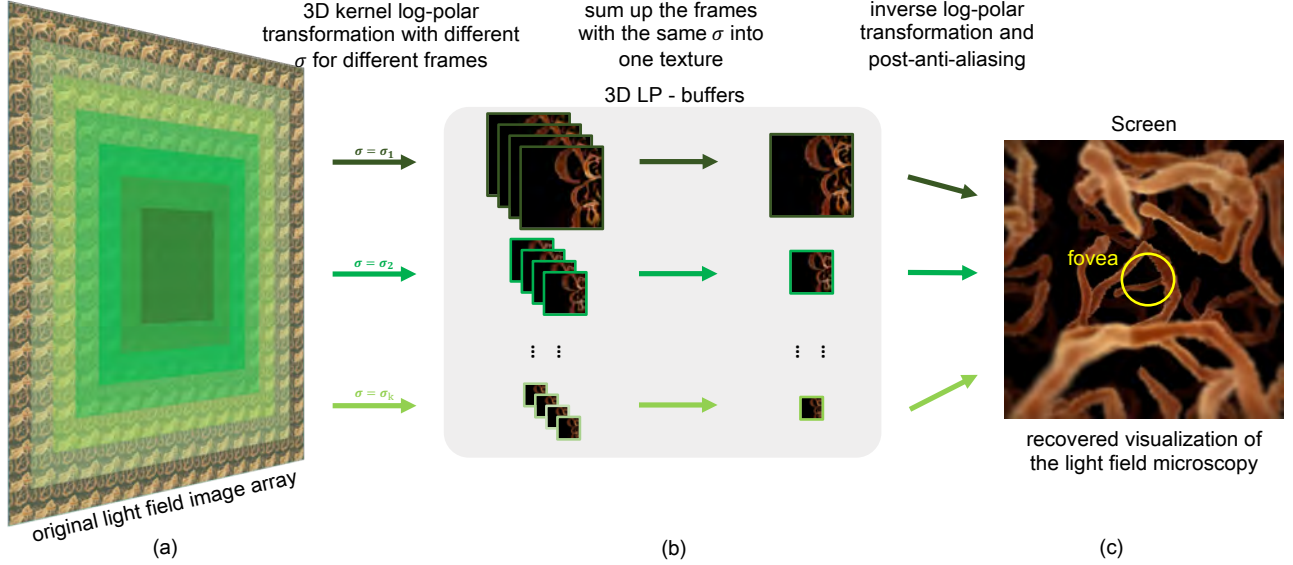 3D kernel log-polar
transformation with different
σ for different frames
sum up the frames
with the same σ into
one texture
inverse log-polar
transformation and
post-anti-aliasing
3D LP - buffers
Screen
σ = σ₁
σ = σ₂
σ = σₖ
fovea
original light field image array
recovered visualization of
the light field microscopy
(a)
(b)
(c)